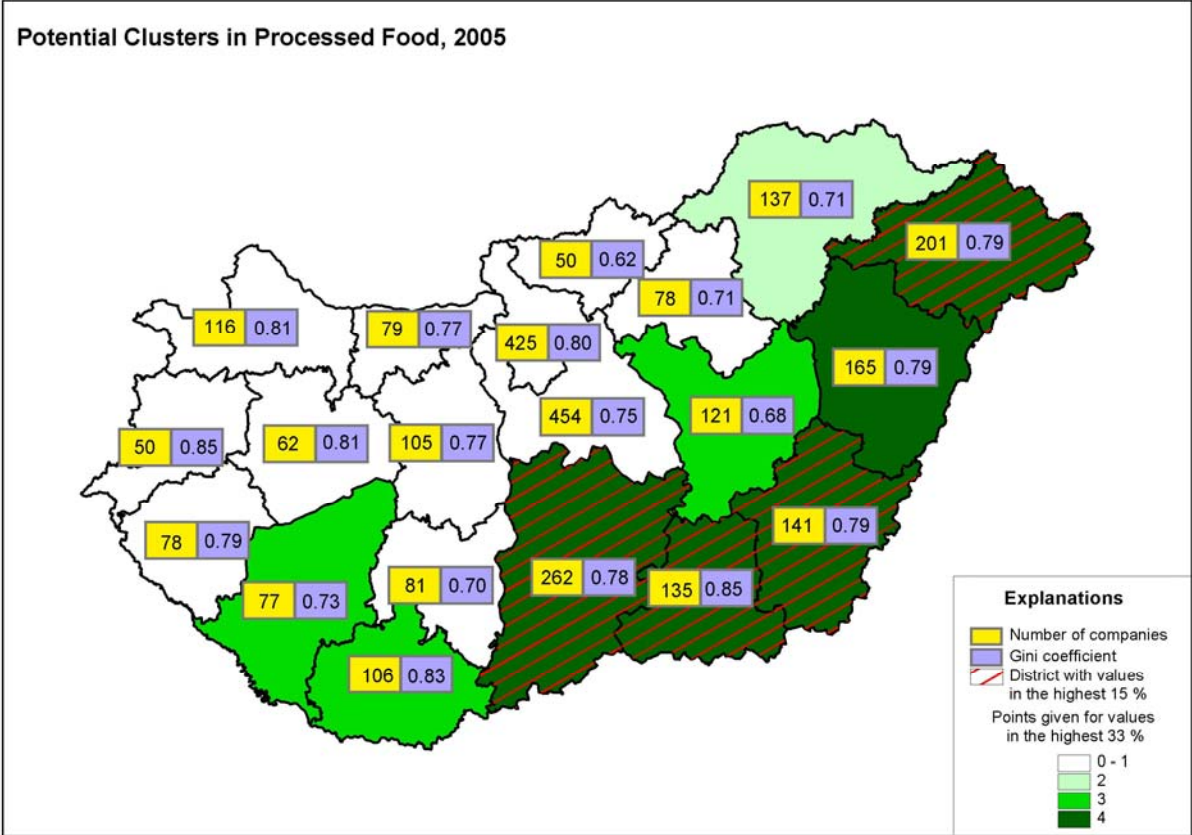 Potential Clusters in Processed Food, 2005
137 0.71
201 0.79
50 0.62
78 0.71
116 0.81
79 0.77
425 0.80
165 0.79
454 0.75
121 0.68
50 0.85
62 0.81
105 0.77
78 0.79
141 0.79
77 0.73
81 0.70
262 0.78
135 0.85
106 0.83
Explanations
Number of companies
Gini coefficient
District with values
in the highest 15 %
Points given for values
in the highest 33 %
0 - 1
2
3
4